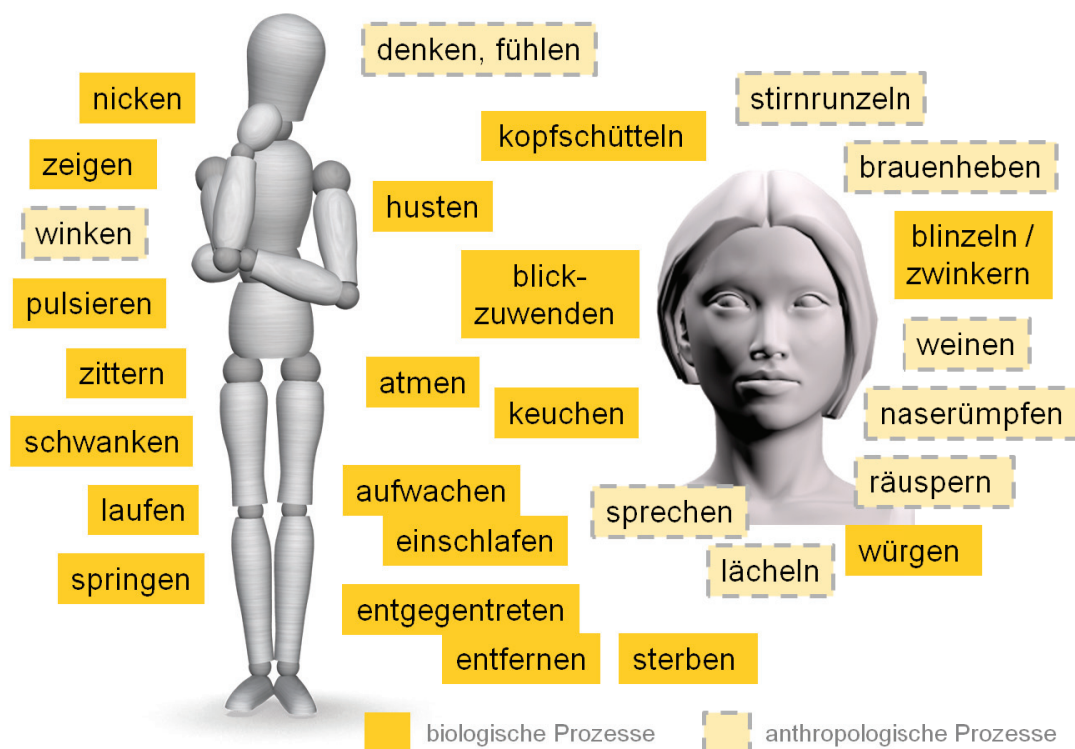 denken, fühlen
nicken
stirnrunzeln
kopfschütteln
zeigen
brauenheben
husten
winken
blinzeln /
zwinkern
blick-
zuwenden
pulsieren
weinen
zittern
atmen
keuchen
naserümpfen
schwanken
räuspern
aufwachen
laufen
sprechen
einschlafen
würgen
springen
lächeln
entgegentreten
entfernen
sterben
biologische Prozesse
anthropologische Prozesse